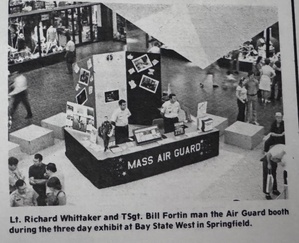 MASS AIR GUARD
Lt. Richard Whittaker and TSgt. Bill Fortin man the Air Guard booth
during the three day exhibit at Bay State West in Springfield.